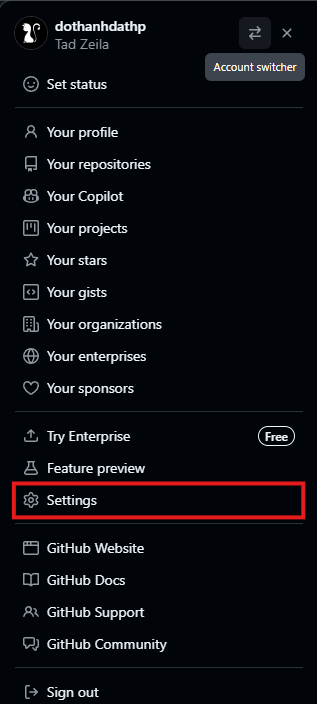 dothanhdathp
Tad Zeila
Account switcher
Set status
Your profile
Your repositories
Your Copilot
Your projects
Your stars
Your gists
Your organizations
Your enterprises
Your sponsors
Try Enterprise Free
Feature preview
Settings
GitHub Website
GitHub Docs
GitHub Support
GitHub Community
Sign out